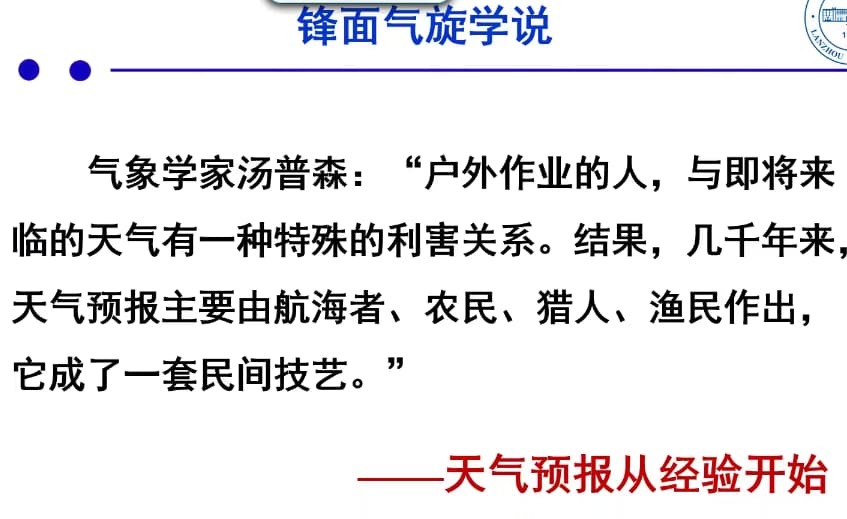 锋面气旋学说
LANZHOU
气象学家汤普森：“户外作业的人，与即将来
临的天气有一种特殊的利害关系。结果，几千年来，
天气预报主要由航海者、农民、猎人、渔民作出，
它成了一套民间技艺。”
——天气预报从经验开始